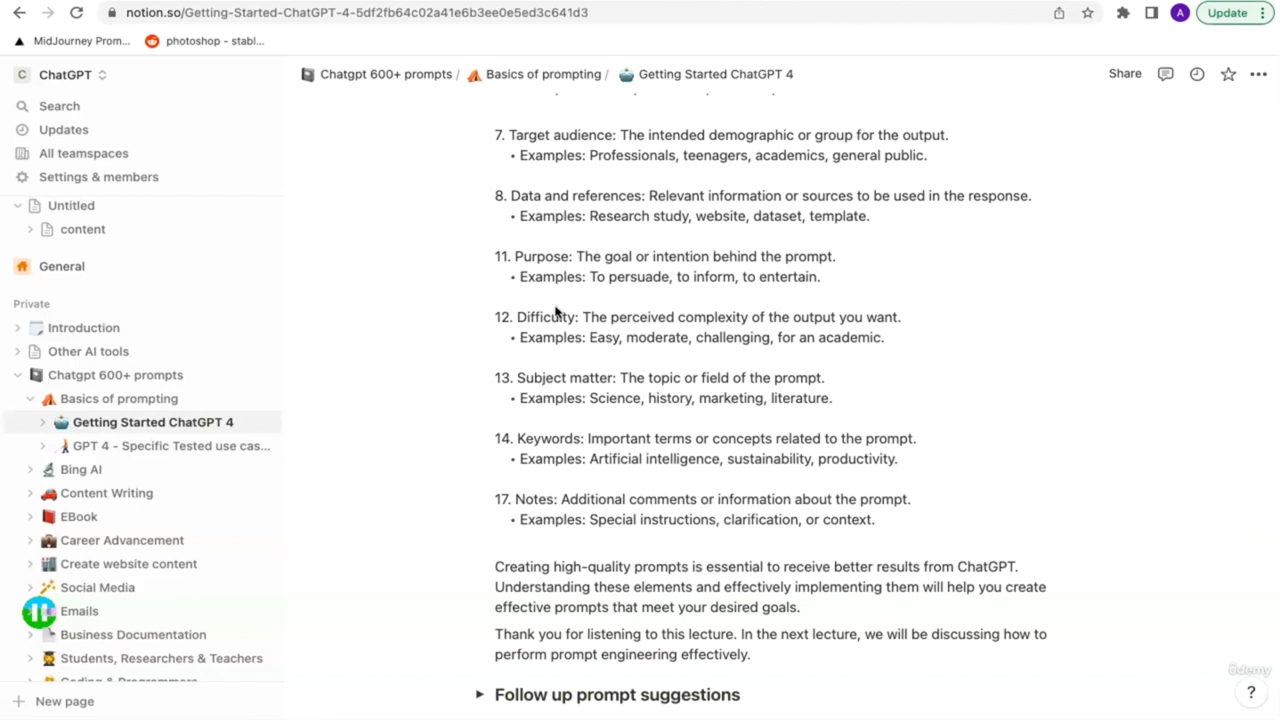 notion.so/Getting-Started-ChatGPT-4-5df2fb64c02a41e6b3ee0e5ed3c641d3
A
Update
MidJourney Prom...
photoshop - stabl...
C
ChatGPT
Chatgpt 600+ prompts /
Basics of prompting /
Getting Started ChatGPT 4
Share
Search
Updates
All teamspaces
Settings & members
Untitled
content
General
Private
Introduction
Other AI tools
Chatgpt 600+ prompts
Basics of prompting
Getting Started ChatGPT 4
GPT 4 - Specific Tested use cas...
Bing AI
Content Writing
EBook
Career Advancement
Create website content
Social Media
Emails
Business Documentation
Students, Researchers & Teachers
New page
7. Target audience: The intended demographic or group for the output.
• Examples: Professionals, teenagers, academics, general public.
8. Data and references: Relevant information or sources to be used in the response.
• Examples: Research study, website, dataset, template.
11. Purpose: The goal or intention behind the prompt.
• Examples: To persuade, to inform, to entertain.
12. Difficulty: The perceived complexity of the output you want.
• Examples: Easy, moderate, challenging, for an academic.
13. Subject matter: The topic or field of the prompt.
• Examples: Science, history, marketing, literature.
14. Keywords: Important terms or concepts related to the prompt.
• Examples: Artificial intelligence, sustainability, productivity.
17. Notes: Additional comments or information about the prompt.
• Examples: Special instructions, clarification, or context.
Creating high-quality prompts is essential to receive better results from ChatGPT.
Understanding these elements and effectively implementing them will help you create
effective prompts that meet your desired goals.
Thank you for listening to this lecture. In the next lecture, we will be discussing how to
perform prompt engineering effectively.
Follow up prompt suggestions
ûdemy
?